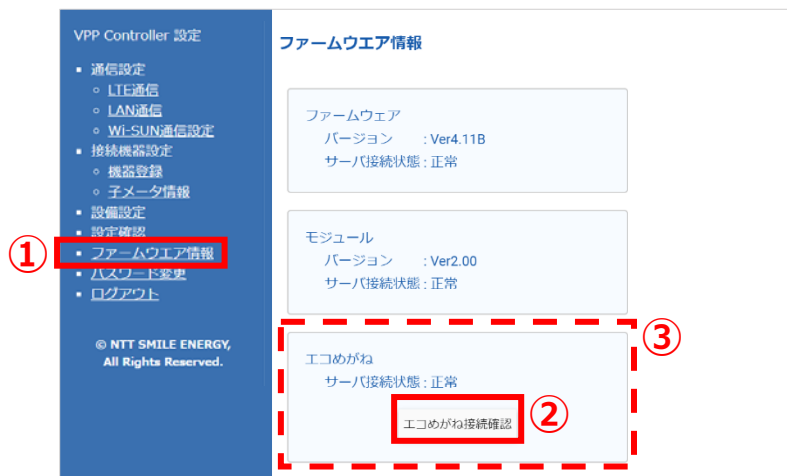 VPP Controller 設定
通信設定
LTE通信
LAN通信
Wi-SUN通信設定
接続機器設定
機器登録
子メータ情報
設備設定
設定確認
ファームウエア情報
パスワード変更
ログアウト
© NTT SMILE ENERGY,
All Rights Reserved.
①
ファームウエア情報
ファームウェア
バージョン : Ver4.11B
サーバ接続状態 : 正常
モジュール
バージョン : Ver2.00
サーバ接続状態 : 正常
③
エコめがね
サーバ接続状態 : 正常
エコめがね接続確認
②